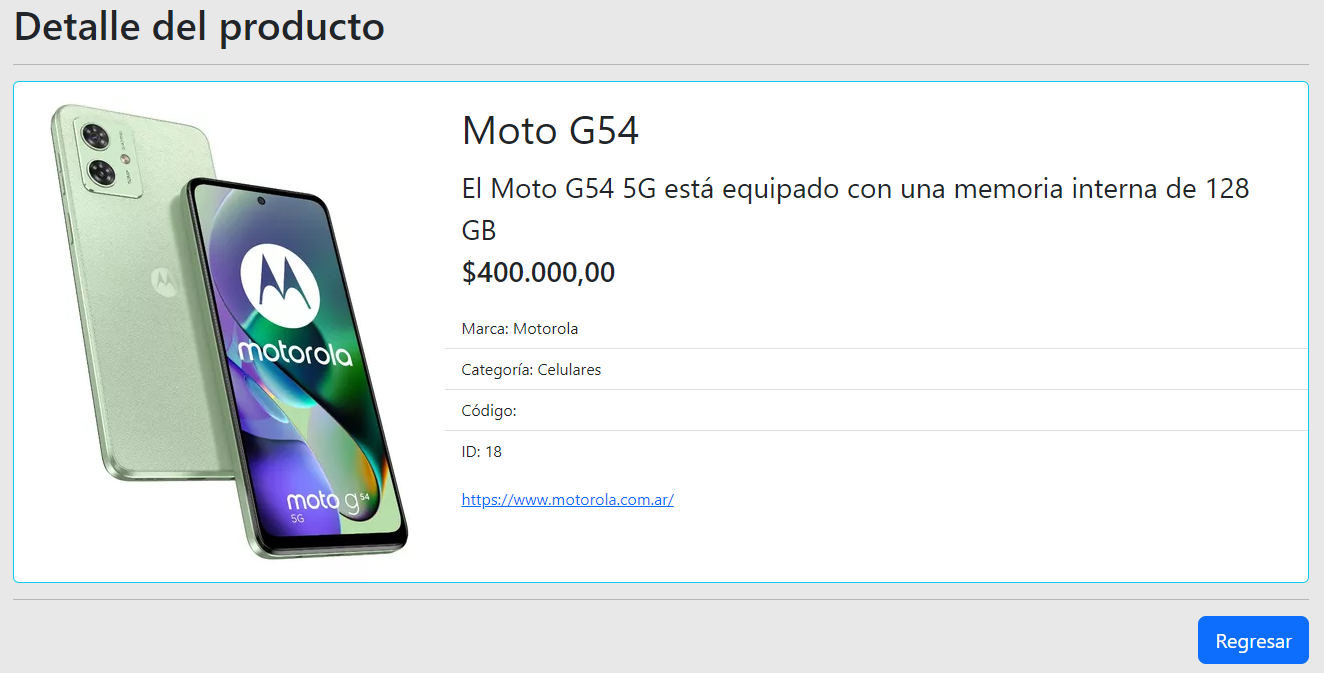 Detalle del producto
Moto G54
El Moto G54 5G está equipado con una memoria interna de 128
GB
$400.000,00
Marca: Motorola
Categoría: Celulares
Código:
ID: 18
https://www.motorola.com.ar/
motorola
moto g54
5G
Regresar